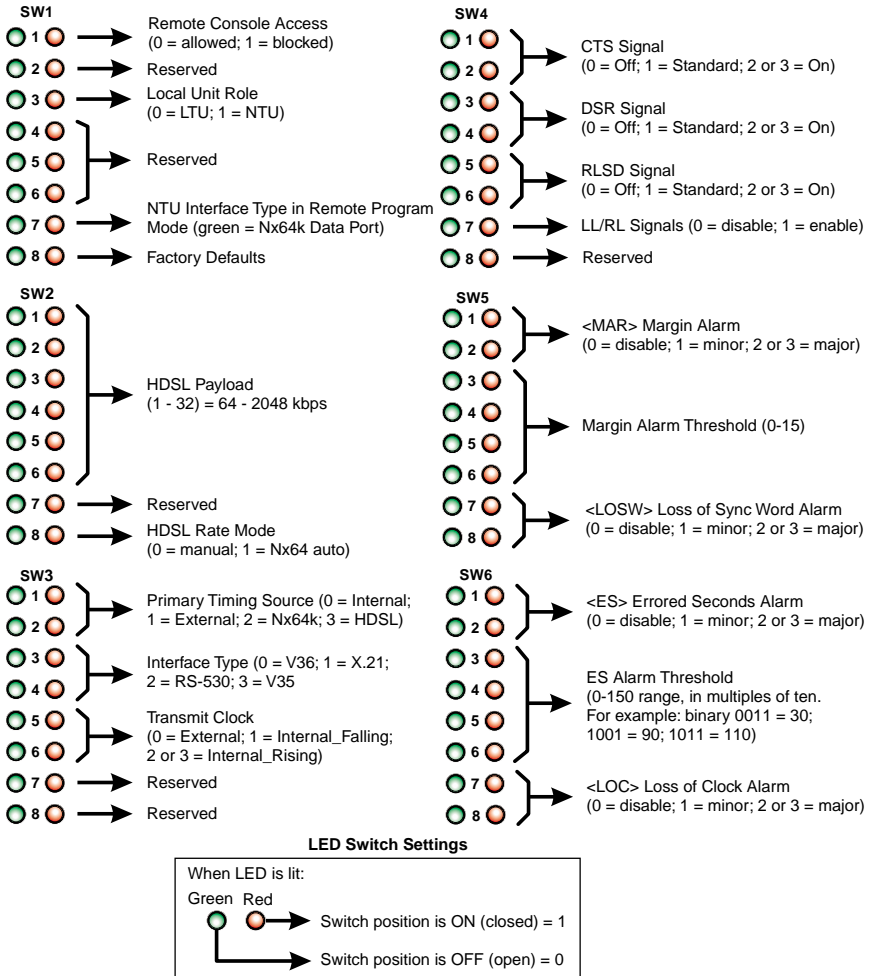 SW1
1
Remote Console Access
(0 = allowed; 1 = blocked)
2
Reserved
3
Local Unit Role
(0 = LTU; 1 = NTU)
4
5
Reserved
6
7
NTU Interface Type in Remote Program
Mode (green = Nx64k Data Port)
8
Factory Defaults
SW2
1
2
3
HDSL Payload
(1 - 32) = 64 - 2048 kbps
4
5
6
7
Reserved
8
HDSL Rate Mode
(0 = manual; 1 = Nx64 auto)
SW3
1
Primary Timing Source (0 = Internal;
1 = External; 2 = Nx64k; 3 = HDSL)
2
3
Interface Type (0 = V36; 1 = X.21;
2 = RS-530; 3 = V35
4
5
Transmit Clock
(0 = External; 1 = Internal_Falling;
2 or 3 = Internal_Rising)
6
7
Reserved
8
Reserved
SW4
1
CTS Signal
(0 = Off; 1 = Standard; 2 or 3 = On)
2
3
DSR Signal
(0 = Off; 1 = Standard; 2 or 3 = On)
4
5
RLSD Signal
(0 = Off; 1 = Standard; 2 or 3 = On)
6
7
LL/RL Signals (0 = disable; 1 = enable)
8
Reserved
SW5
1
<MAR> Margin Alarm
(0 = disable; 1 = minor; 2 or 3 = major)
2
3
4
Margin Alarm Threshold (0-15)
5
6
7
<LOSW> Loss of Sync Word Alarm
(0 = disable; 1 = minor; 2 or 3 = major)
8
SW6
1
<ES> Errored Seconds Alarm
(0 = disable; 1 = minor; 2 or 3 = major)
2
3
4
ES Alarm Threshold
(0-150 range, in multiples of ten.
For example: binary 0011 = 30;
1001 = 90; 1011 = 110)
5
6
7
<LOC> Loss of Clock Alarm
(0 = disable; 1 = minor; 2 or 3 = major)
8
LED Switch Settings
When LED is lit:
Green Red
Switch position is ON (closed) = 1
Switch position is OFF (open) = 0